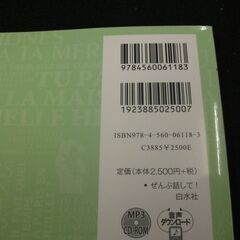 9784560061183
1923885025007
ISBN978-4-560-06118-3
C3885 ¥2500E
定価(本体2,500円+税)
• ぜんぶ話して!
白水社
MP3
CD-ROM
音声
ダウンロード